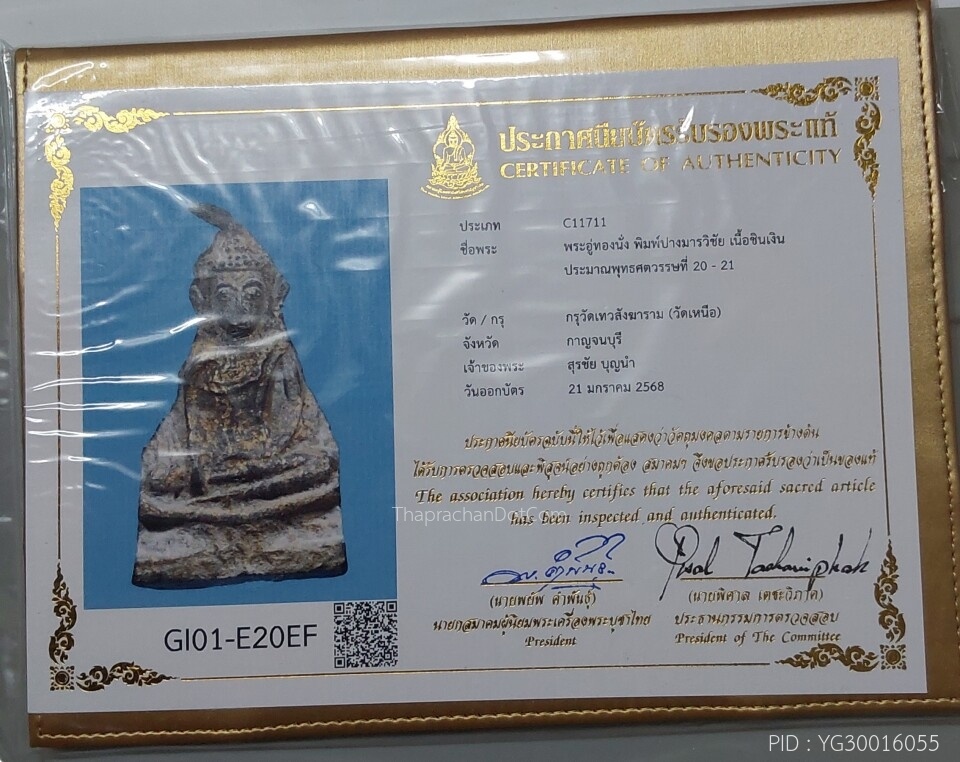 ประกาศนียบัตรรับรองพระแท้
CERTIFICATE OF AUTHENTICITY
ประเภท C11711
ชื่อพระ พระอู่ทองนั่ง พิมพ์ปางมารวิชัย เนื้อชินเงิน
ประมาณพุทธศตวรรษที่ 20 - 21
วัด / กรุ กรุวัดเทวสังฆาราม (วัดเหนือ)
จังหวัด กาญจนบุรี
เจ้าของพระ สุรชัย บุญนำ
วันออกบัตร 21 มกราคม 2568
ประกาศนียบัตรฉบับนี้ให้ไว้เพื่อแสดงว่าวัตถุมงคลตามรายการข้างต้น
ได้รับการตรวจสอบและพิสูจน์อย่างถูกต้อง สมาคมฯ จึงขอประกาศรับรองว่าเป็นของแท้
The association hereby certifies that the aforesaid sacred article
has been inspected and authenticated.
ThaprachanDotCom
(นายพยัพ คำพันธุ์) (นายพิศาล เตชะวิภาค)
นายกสมาคมผู้นิยมพระเครื่องพระบูชาไทย ประธานกรรมการตรวจสอบ
President President of The Committee
GI01-E20EF
PID : YG30016055